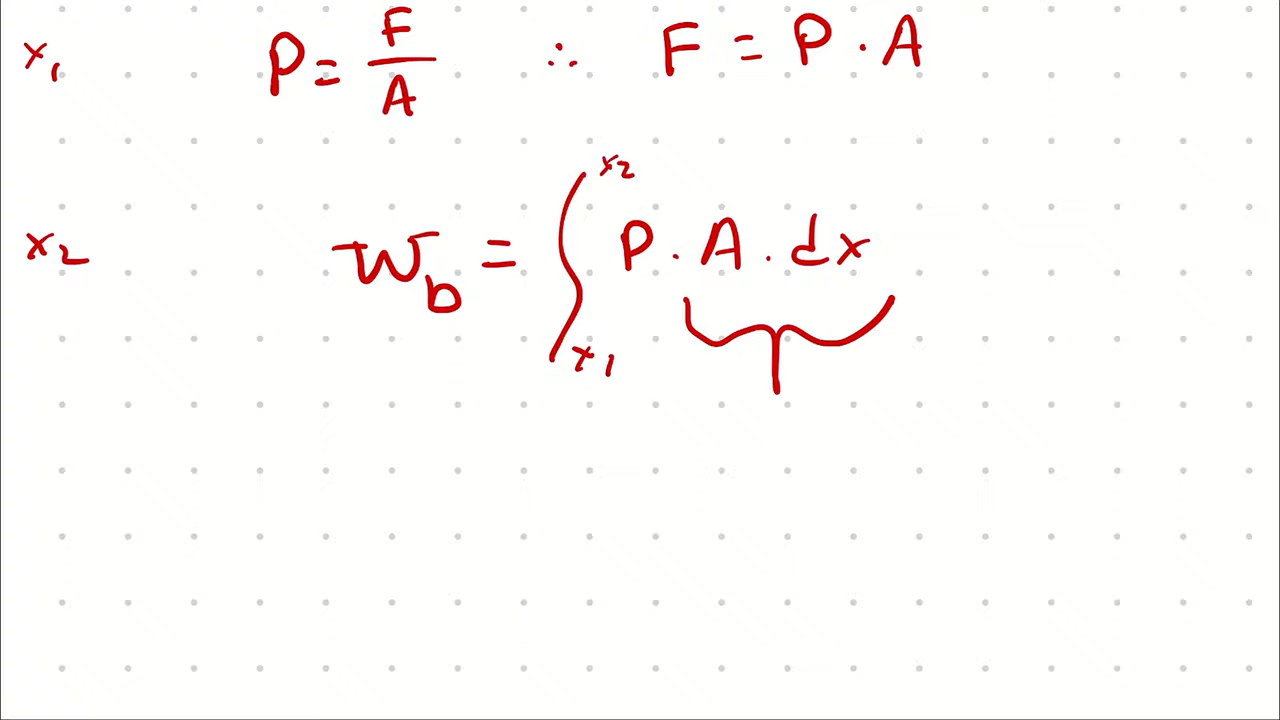 x₁ P = F/A ∴ F = P · A
x₂ W_b = ∫_{x₁}^{x₂} P . A . dx